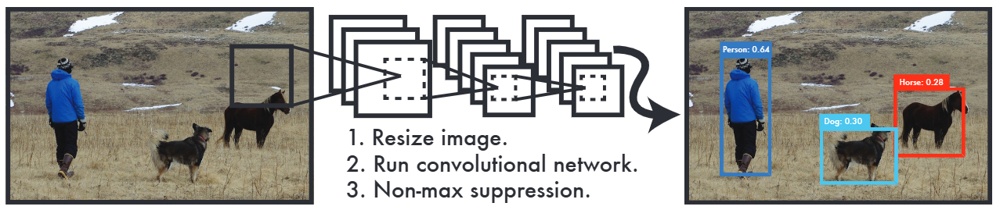 1. Resize image.
2. Run convolutional network.
3. Non-max suppression.
Person: 0.64
Horse: 0.28
Dog: 0.30